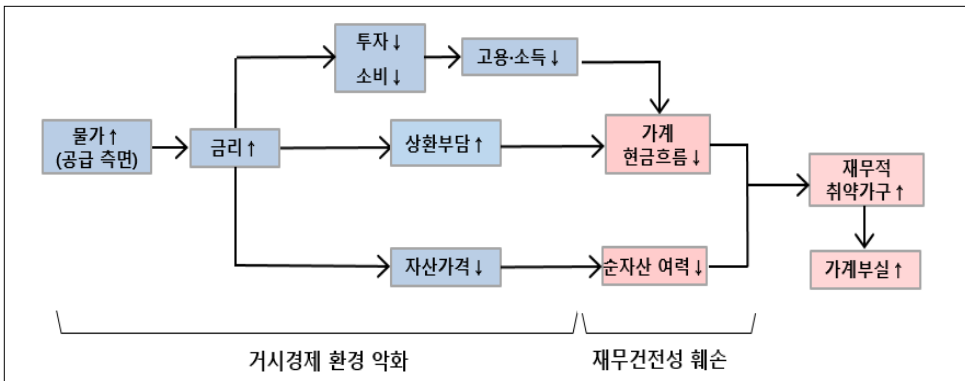 투자↓
소비↓
고용·소득↓
물가↑
(공급 측면)
금리↑
상환부담↑
가계
현금흐름↓
재무적
취약가구↑
자산가격↓
순자산 여력↓
가계부실↑
거시경제 환경 악화
재무건전성 훼손